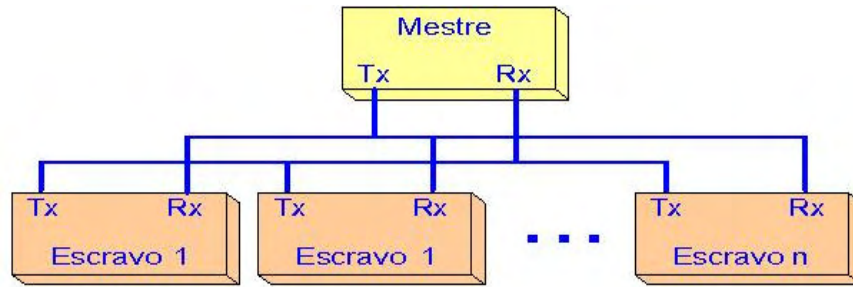 Mestre
Tx Rx
Tx Rx Tx Rx Tx Rx
Escravo 1 Escravo 1 Escravo n